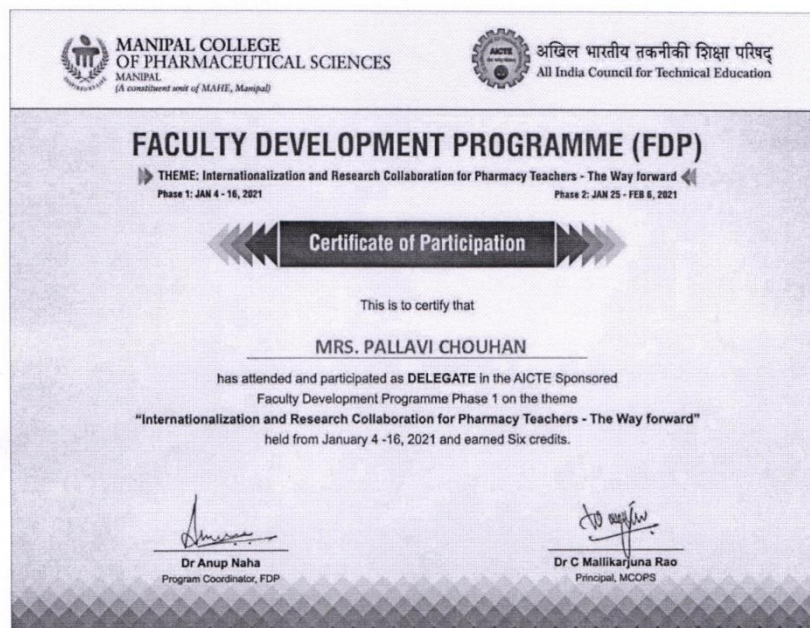 MANIPAL COLLEGE
OF PHARMACEUTICAL SCIENCES
MANIPAL
(A constituent unit of MAHE, Manipal)
AICTE
अखिल भारतीय तकनीकी शिक्षा परिषद्
All India Council for Technical Education
FACULTY DEVELOPMENT PROGRAMME (FDP)
THEME: Internationalization and Research Collaboration for Pharmacy Teachers - The Way forward
Phase 1: JAN 4 - 16, 2021 Phase 2: JAN 25 - FEB 6, 2021
Certificate of Participation
This is to certify that
MRS. PALLAVI CHOUHAN
has attended and participated as DELEGATE in the AICTE Sponsored
Faculty Development Programme Phase 1 on the theme
"Internationalization and Research Collaboration for Pharmacy Teachers - The Way forward"
held from January 4 -16, 2021 and earned Six credits.
Dr Anup Naha
Program Coordinator, FDP
Dr C Mallikarjuna Rao
Principal, MCOPS